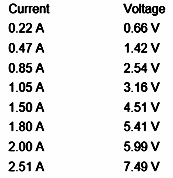 Current Voltage
0.22 A 0.66 V
0.47 A 1.42 V
0.85 A 2.54 V
1.05 A 3.16 V
1.50 A 4.51 V
1.80 A 5.41 V
2.00 A 5.99 V
2.51 A 7.49 V